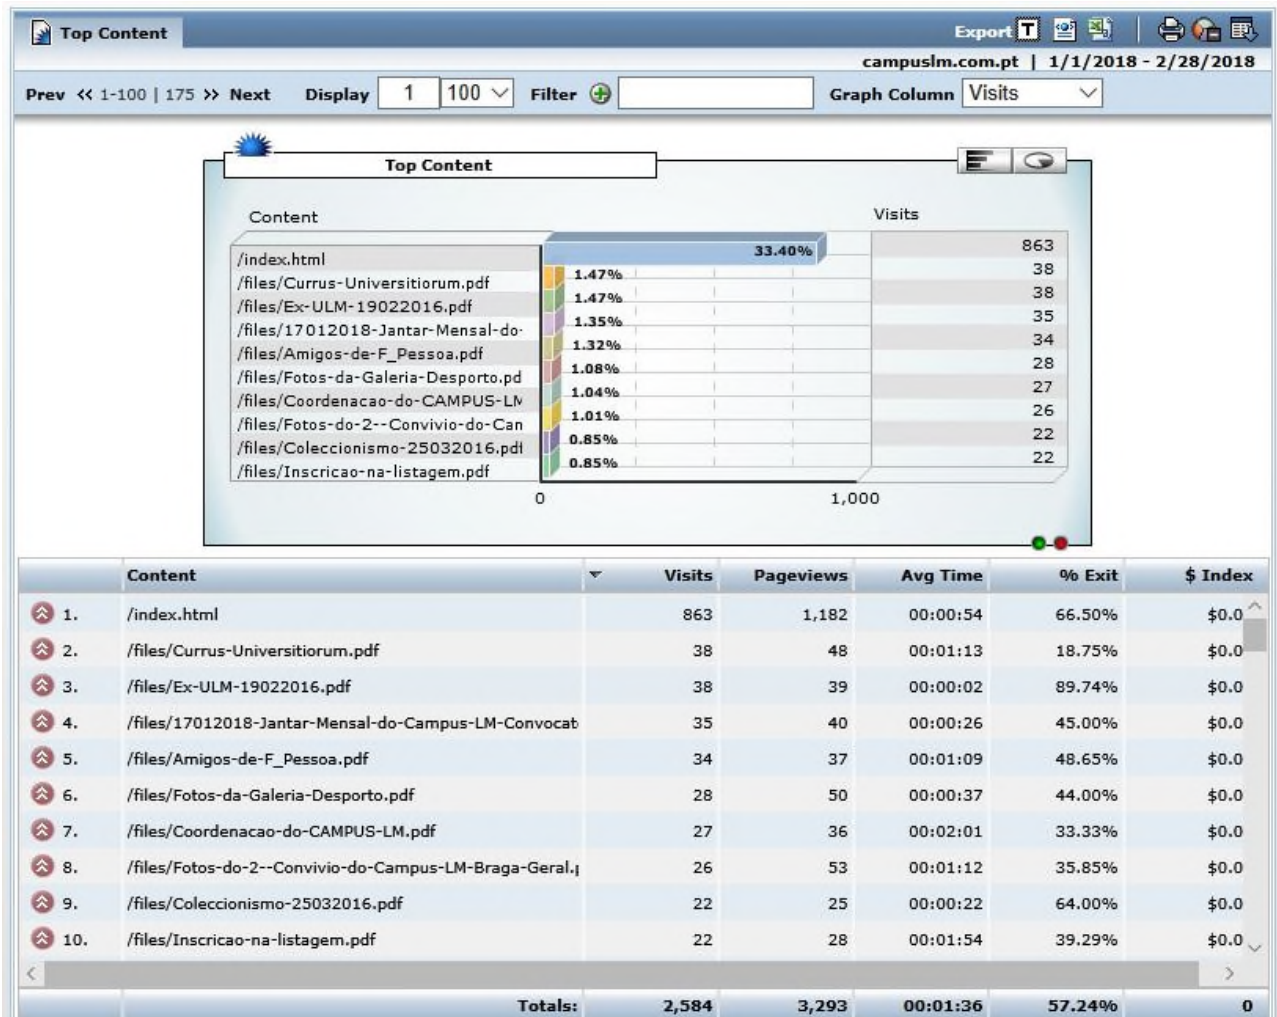 Top Content Export T
campuslm.com.pt | 1/1/2018 - 2/28/2018
Prev << 1-100 | 175 >> Next Display 1 100 Filter Graph Column Visits
Top Content
Content Visits
/index.html 33.40% 863
/files/Currus-Universitiorum.pdf 1.47% 38
/files/Ex-ULM-19022016.pdf 1.47% 38
/files/17012018-Jantar-Mensal-do- 1.35% 35
/files/Amigos-de-F_Pessoa.pdf 1.32% 34
/files/Fotos-da-Galeria-Desporto.pd 1.08% 28
/files/Coordenacao-do-CAMPUS-LM 1.04% 27
/files/Fotos-do-2--Convivio-do-Can 1.01% 26
/files/Coleccionismo-25032016.pdf 0.85% 22
/files/Inscricao-na-listagem.pdf 0.85% 22
0 1,000
Content Visits Pageviews Avg Time % Exit $ Index
1. /index.html 863 1,182 00:00:54 66.50% $0.0
2. /files/Currus-Universitiorum.pdf 38 48 00:01:13 18.75% $0.0
3. /files/Ex-ULM-19022016.pdf 38 39 00:00:02 89.74% $0.0
4. /files/17012018-Jantar-Mensal-do-Campus-LM-Convocat 35 40 00:00:26 45.00% $0.0
5. /files/Amigos-de-F_Pessoa.pdf 34 37 00:01:09 48.65% $0.0
6. /files/Fotos-da-Galeria-Desporto.pdf 28 50 00:00:37 44.00% $0.0
7. /files/Coordenacao-do-CAMPUS-LM.pdf 27 36 00:02:01 33.33% $0.0
8. /files/Fotos-do-2--Convivio-do-Campus-LM-Braga-Geral.p 26 53 00:01:12 35.85% $0.0
9. /files/Coleccionismo-25032016.pdf 22 25 00:00:22 64.00% $0.0
10. /files/Inscricao-na-listagem.pdf 22 28 00:01:54 39.29% $0.0
Totals: 2,584 3,293 00:01:36 57.24% 0